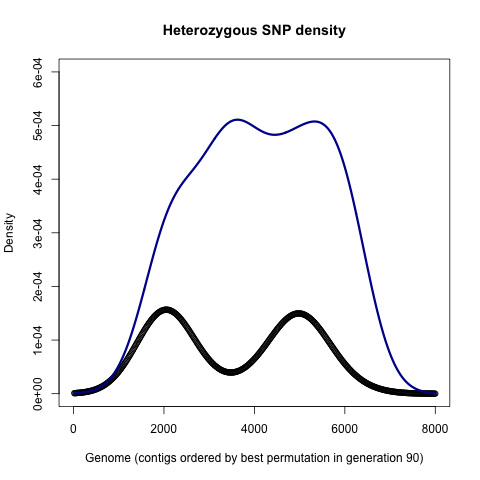 Heterozygous SNP density
6e-04
5e-04
4e-04
3e-04
2e-04
1e-04
0e+00
Density
0 2000 4000 6000 8000
Genome (contigs ordered by best permutation in generation 90)